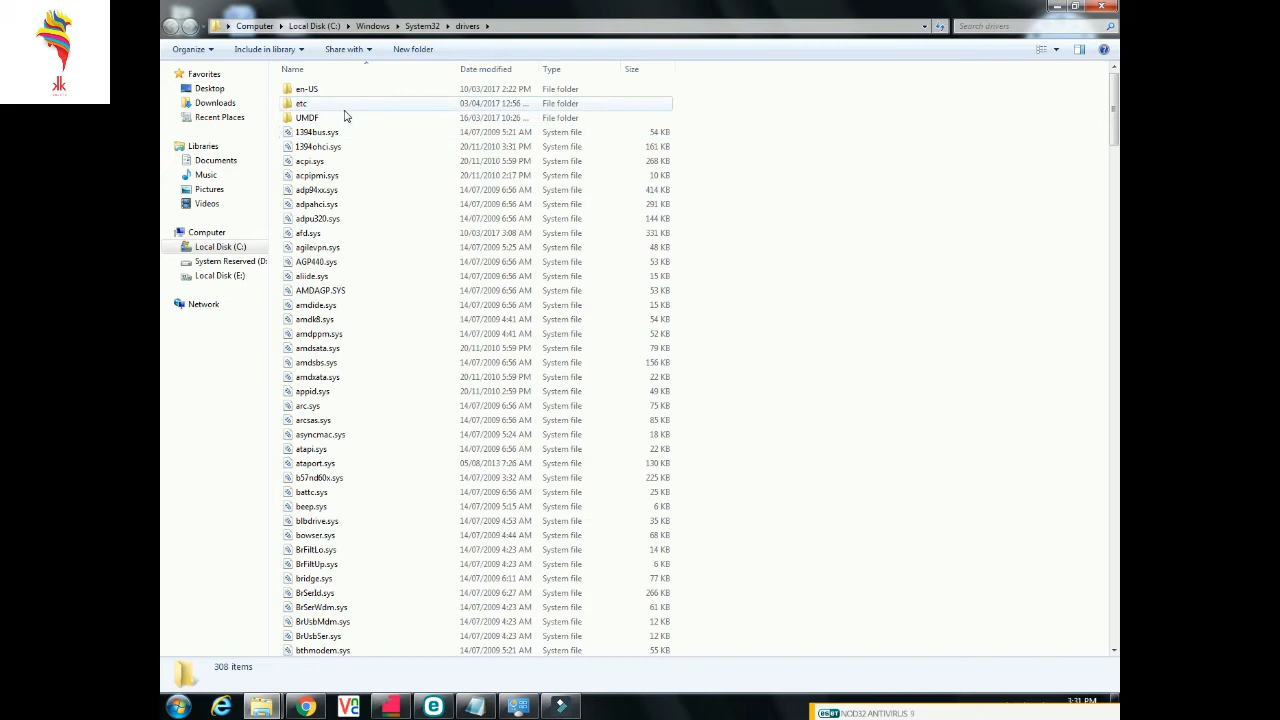 Computer ▸ Local Disk (C:) ▸ Windows ▸ System32 ▸ drivers ▸
Search drivers
Organize ▾ Include in library ▾ Share with ▾ New folder
Name Date modified Type Size
Favorites
Desktop
Downloads
Recent Places
Libraries
Documents
Music
Pictures
Videos
Computer
Local Disk (C:)
System Reserved (D:
Local Disk (E:)
Network
en-US 10/03/2017 2:22 PM File folder
etc 03/04/2017 12:56 ... File folder
UMDF 16/03/2017 10:26 ... File folder
1394bus.sys 14/07/2009 5:21 AM System file 54 KB
1394ohci.sys 20/11/2010 3:31 PM System file 161 KB
acpi.sys 20/11/2010 5:59 PM System file 268 KB
acpipmi.sys 20/11/2010 2:17 PM System file 10 KB
adp94xx.sys 14/07/2009 6:56 AM System file 414 KB
adpahci.sys 14/07/2009 6:56 AM System file 291 KB
adpu320.sys 14/07/2009 6:56 AM System file 144 KB
afd.sys 10/03/2017 3:08 AM System file 331 KB
agilevpn.sys 14/07/2009 5:25 AM System file 48 KB
AGP440.sys 14/07/2009 6:56 AM System file 53 KB
aliide.sys 14/07/2009 6:56 AM System file 15 KB
AMDAGP.SYS 14/07/2009 6:56 AM System file 53 KB
amdide.sys 14/07/2009 6:56 AM System file 15 KB
amdk8.sys 14/07/2009 4:41 AM System file 54 KB
amdppm.sys 14/07/2009 4:41 AM System file 52 KB
amdsata.sys 20/11/2010 5:59 PM System file 78 KB
amdsbs.sys 14/07/2009 6:56 AM System file 156 KB
amdxata.sys 20/11/2010 5:59 PM System file 22 KB
appid.sys 20/11/2010 2:59 PM System file 49 KB
arc.sys 14/07/2009 6:56 AM System file 75 KB
arcsas.sys 14/07/2009 6:56 AM System file 85 KB
asyncmac.sys 14/07/2009 5:24 AM System file 18 KB
atapi.sys 14/07/2009 6:56 AM System file 22 KB
ataport.sys 05/08/2013 7:26 AM System file 130 KB
b57nd60x.sys 14/07/2009 3:32 AM System file 225 KB
battc.sys 14/07/2009 6:56 AM System file 25 KB
beep.sys 14/07/2009 5:15 AM System file 6 KB
blbdrive.sys 14/07/2009 4:53 AM System file 35 KB
bowser.sys 14/07/2009 4:44 AM System file 68 KB
BrFiltLo.sys 14/07/2009 4:23 AM System file 14 KB
BrFiltUp.sys 14/07/2009 4:23 AM System file 6 KB
bridge.sys 14/07/2009 6:11 AM System file 77 KB
BrSerId.sys 14/07/2009 6:27 AM System file 266 KB
BrSerWdm.sys 14/07/2009 4:23 AM System file 61 KB
BrUsbMdm.sys 14/07/2009 4:23 AM System file 12 KB
BrUsbSer.sys 14/07/2009 4:23 AM System file 12 KB
bthmodem.sys 14/07/2009 5:21 AM System file 55 KB
308 items
3:31 PM
eset NOD32 ANTIVIRUS 9